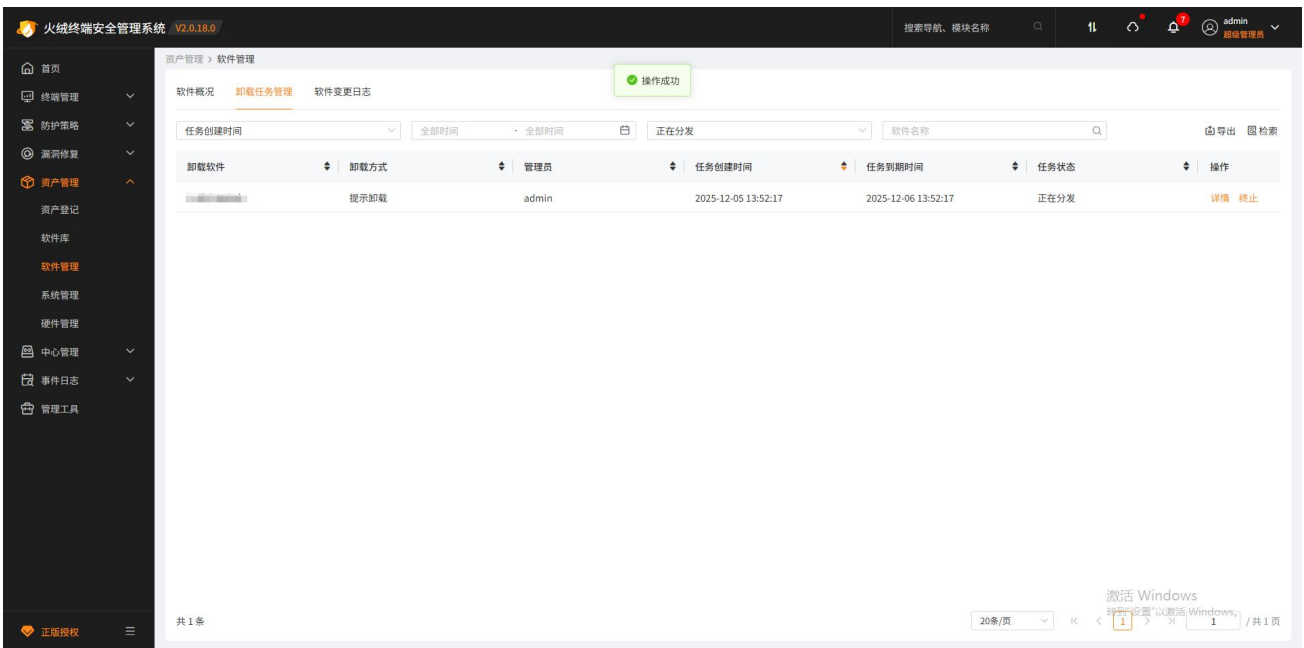 火绒终端安全管理系统 V2.0.18.0
搜索导航、模块名称
7
admin
超级管理员
首页
终端管理
防护策略
漏洞修复
资产管理
资产登记
软件库
软件管理
系统管理
硬件管理
中心管理
事件日志
管理工具
正版授权
资产管理 > 软件管理
操作成功
软件概况 卸载任务管理 软件变更日志
任务创建时间 全部时间 - 全部时间 正在分发 软件名称 导出 检索
卸载软件 卸载方式 管理员 任务创建时间 任务到期时间 任务状态 操作
提示卸载 admin 2025-12-05 13:52:17 2025-12-06 13:52:17 正在分发 详情 终止
激活 Windows
转到"设置"以激活 Windows。
共 1 条 20条/页 1 1 / 共 1 页